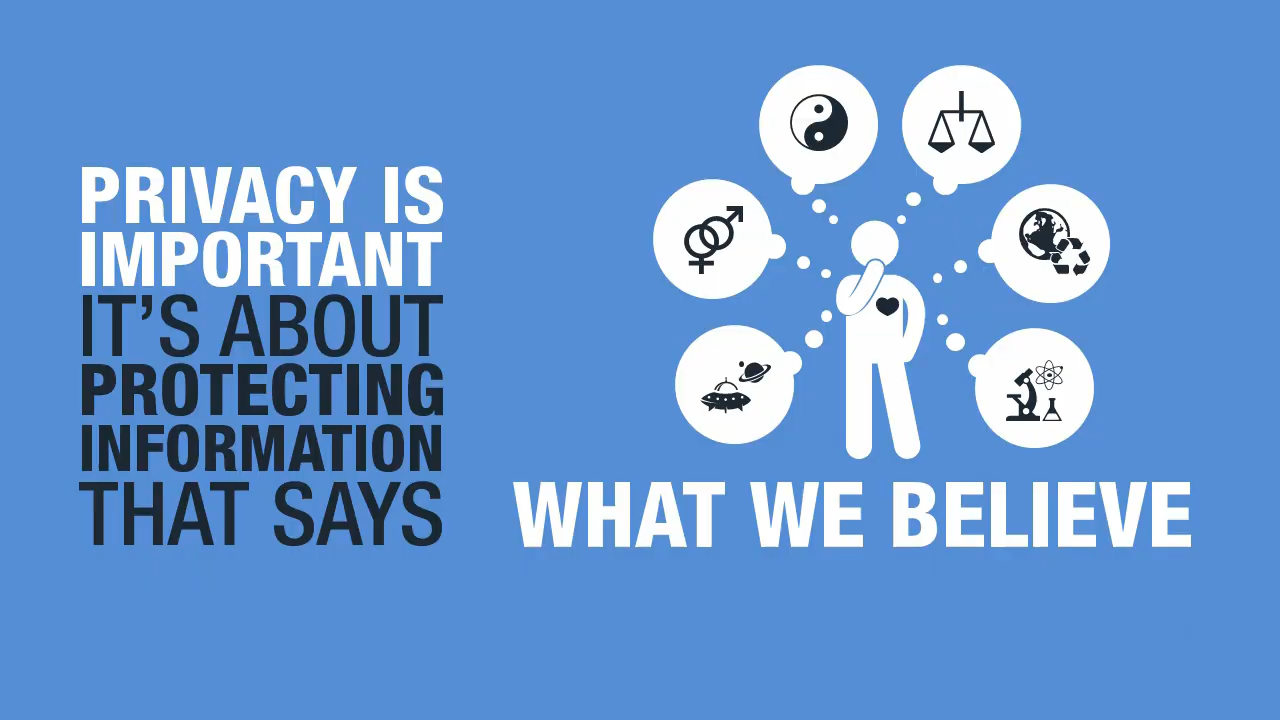 PRIVACY IS
IMPORTANT
IT'S ABOUT
PROTECTING
INFORMATION
THAT SAYS
WHAT WE BELIEVE